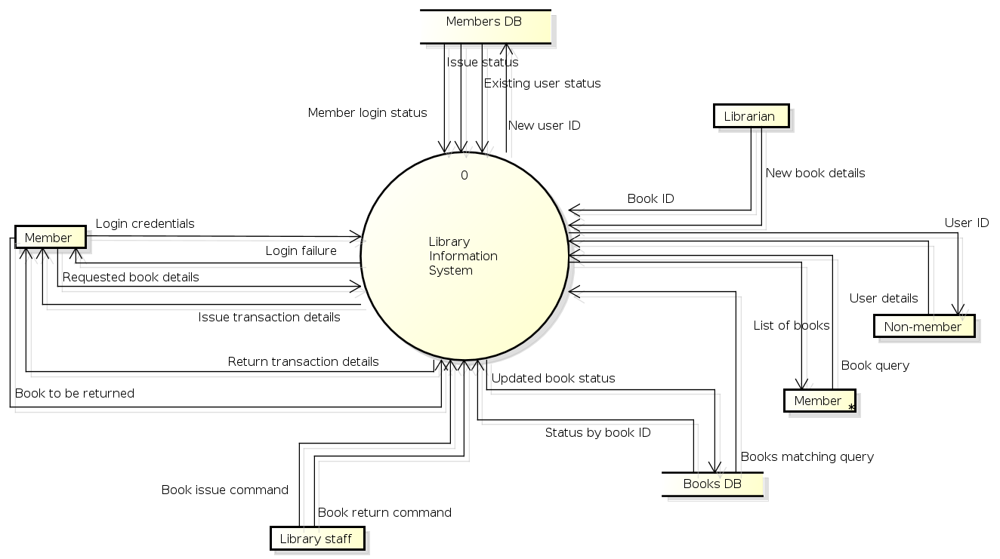 Members DB
Issue status
Existing user status
Member login status
New user ID
Librarian
0
New book details
Book ID
User ID
Login credentials
Member
Library
Information
System
Login failure
Requested book details
User details
Issue transaction details
List of books
Non-member
Return transaction details
Book query
Updated book status
Book to be returned
Member
*
Status by book ID
Books matching query
Books DB
Book issue command
Book return command
Library staff